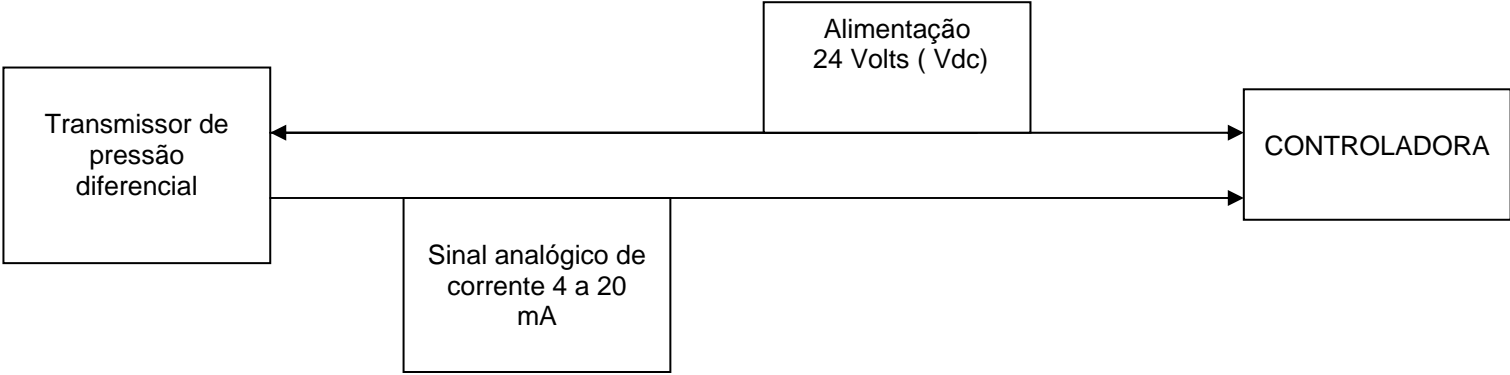 Alimentação
24 Volts ( Vdc)
Transmissor de
pressão
diferencial
CONTROLADORA
Sinal analógico de
corrente 4 a 20
mA